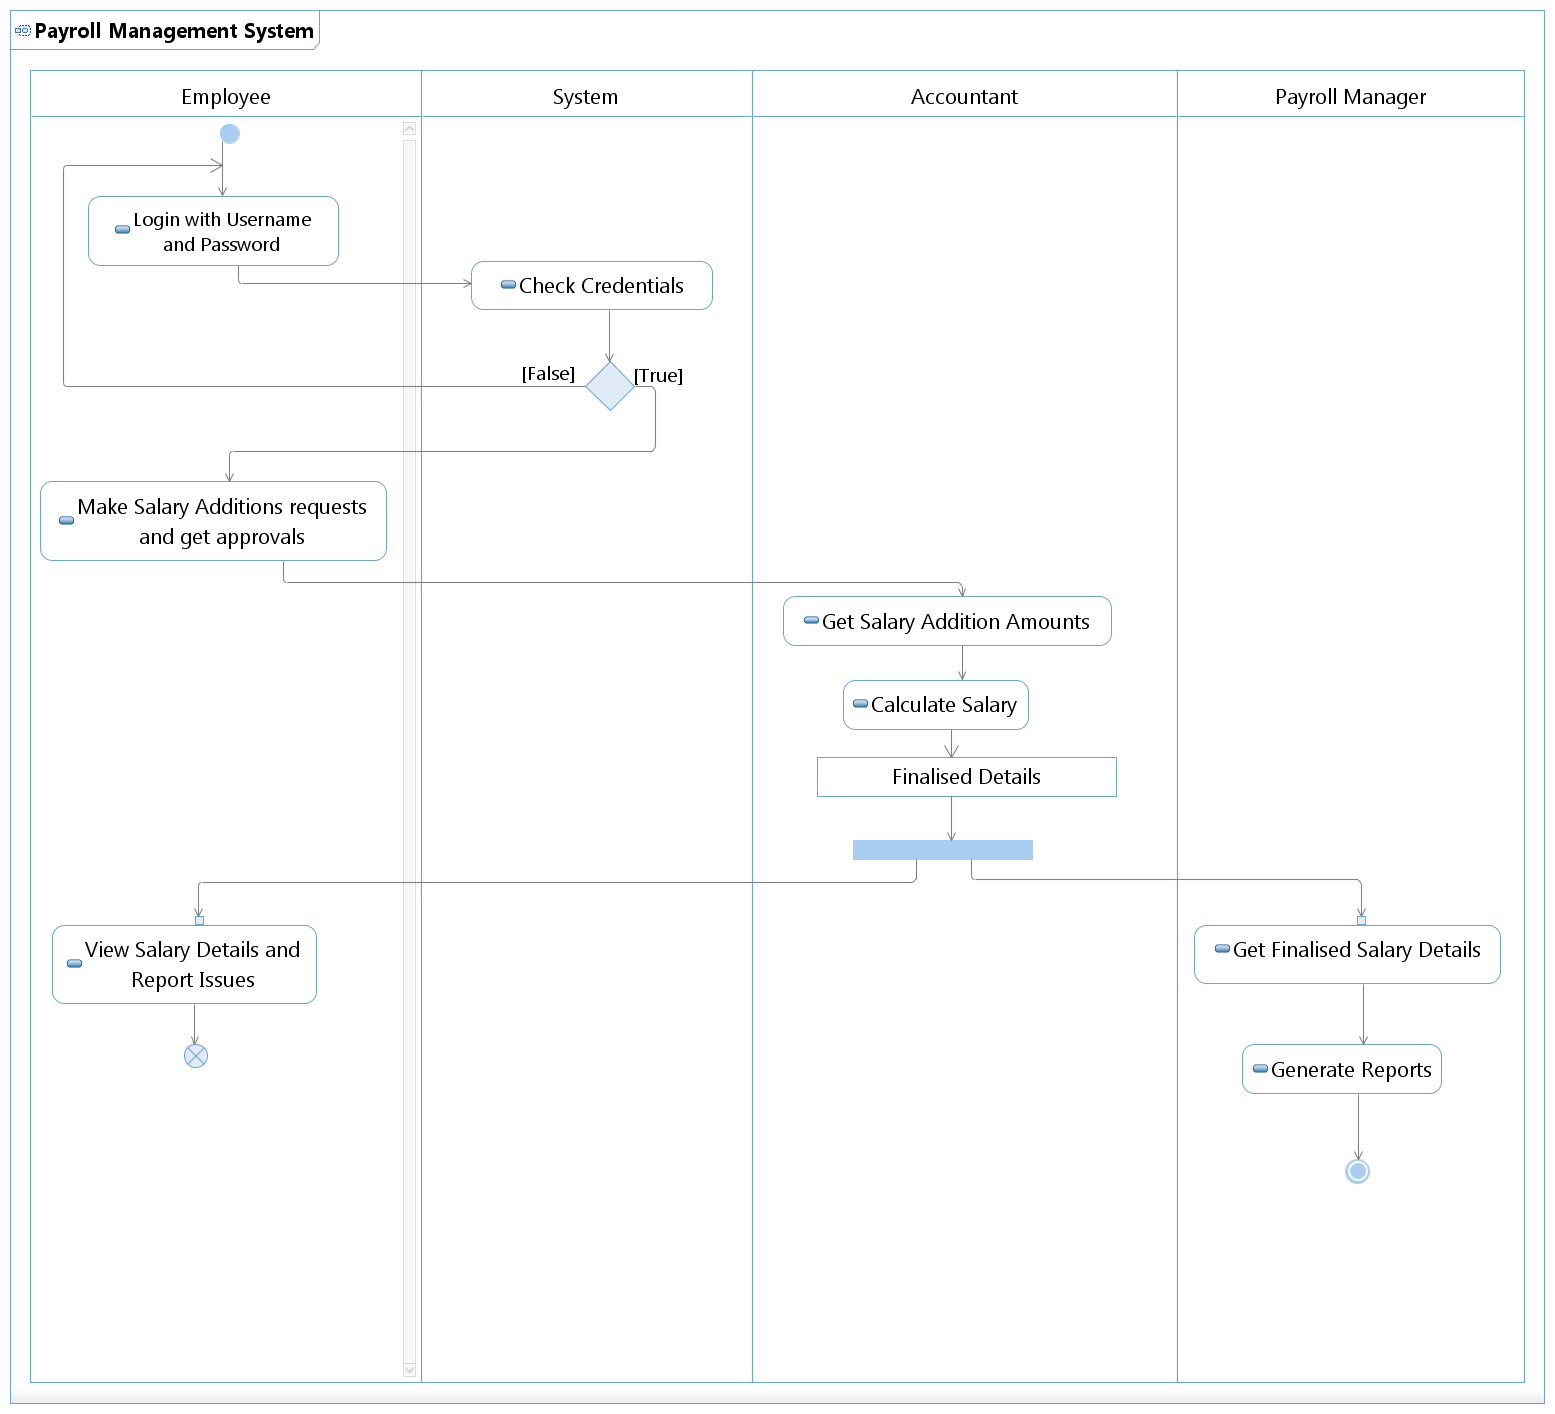 Payroll Management System
Employee
System
Accountant
Payroll Manager
Login with Username
and Password
Check Credentials
[False]
[True]
Make Salary Additions requests
and get approvals
Get Salary Addition Amounts
Calculate Salary
Finalised Details
View Salary Details and
Report Issues
Get Finalised Salary Details
Generate Reports